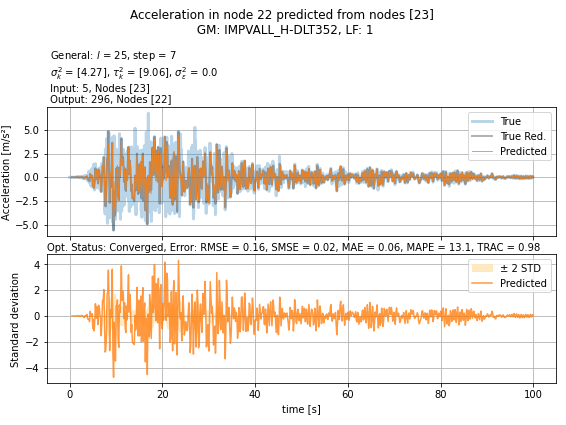 Acceleration in node 22 predicted from nodes [23]
GM: IMPVALL_H-DLT352, LF: 1
General: l = 25, step = 7
σ²ₖ = [4.27], τ²ₖ = [9.06], σ²ε = 0.0
Input: 5, Nodes [23]
Output: 296, Nodes [22]
Acceleration [m/s²]
5.0
2.5
0.0
−2.5
−5.0
True
True Red.
Predicted
Opt. Status: Converged, Error: RMSE = 0.16, SMSE = 0.02, MAE = 0.06, MAPE = 13.1, TRAC = 0.98
Standard deviation
4
2
0
−2
−4
± 2 STD
Predicted
0 20 40 60 80 100
time [s]